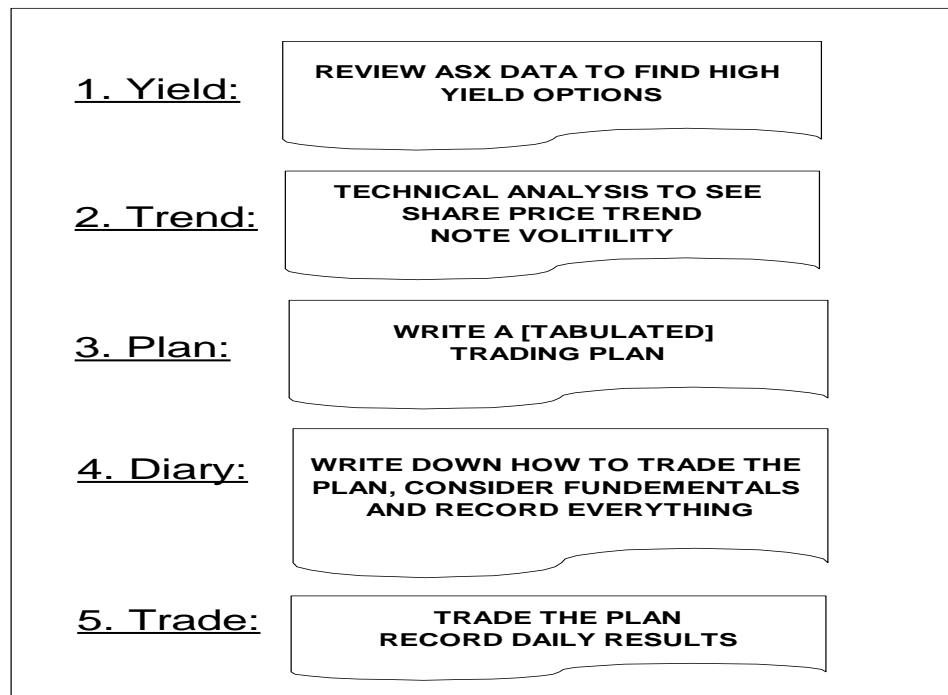 1. Yield:
REVIEW ASX DATA TO FIND HIGH
YIELD OPTIONS
2. Trend:
TECHNICAL ANALYSIS TO SEE
SHARE PRICE TREND
NOTE VOLITILITY
3. Plan:
WRITE A [TABULATED]
TRADING PLAN
4. Diary:
WRITE DOWN HOW TO TRADE THE
PLAN, CONSIDER FUNDEMENTALS
AND RECORD EVERYTHING
5. Trade:
TRADE THE PLAN
RECORD DAILY RESULTS